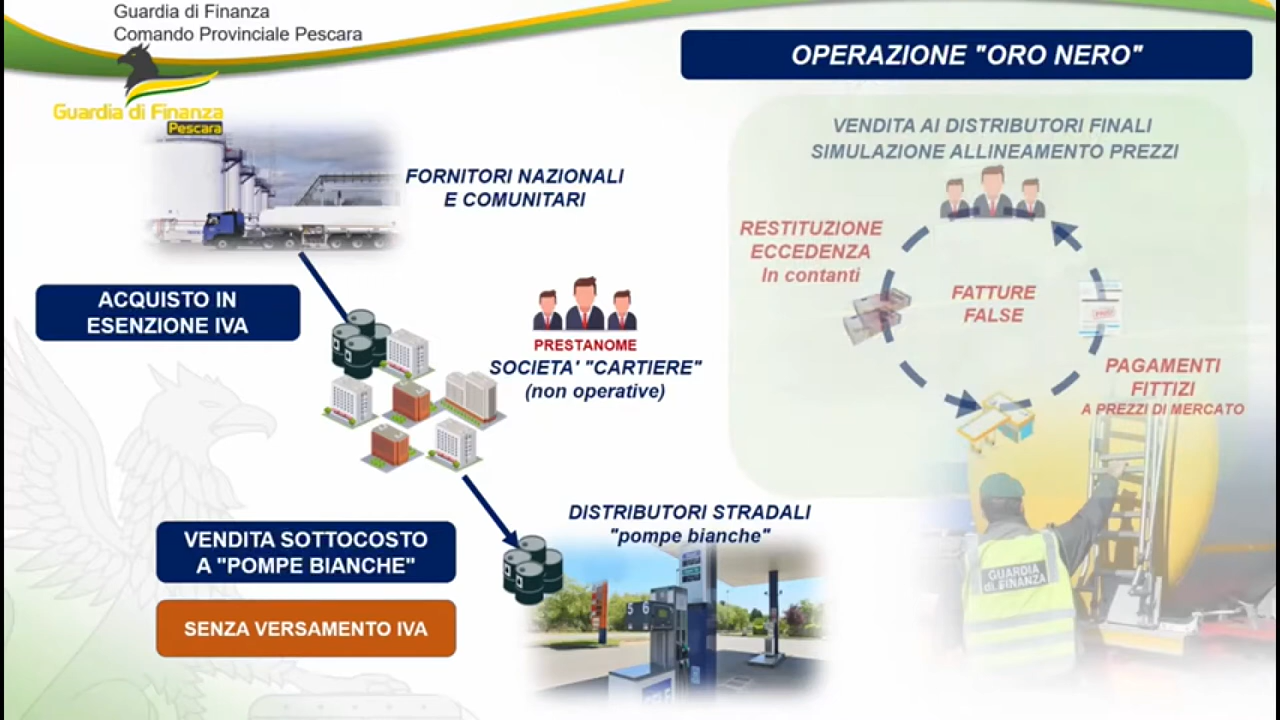 Guardia di Finanza
Comando Provinciale Pescara
Guardia di Finanza
Pescara
OPERAZIONE "ORO NERO"
FORNITORI NAZIONALI
E COMUNITARI
ACQUISTO IN
ESENZIONE IVA
PRESTANOME
SOCIETA' "CARTIERE"
(non operative)
VENDITA SOTTOCOSTO
A "POMPE BIANCHE"
SENZA VERSAMENTO IVA
DISTRIBUTORI STRADALI
"pompe bianche"
5 6
VENDITA AI DISTRIBUTORI FINALI
SIMULAZIONE ALLINEAMENTO PREZZI
RESTITUZIONE
ECCEDENZA
In contanti
FATTURE
FALSE
PAGAMENTI
FITTIZI
A PREZZI DI MERCATO
GUARDIA
di FINANZA